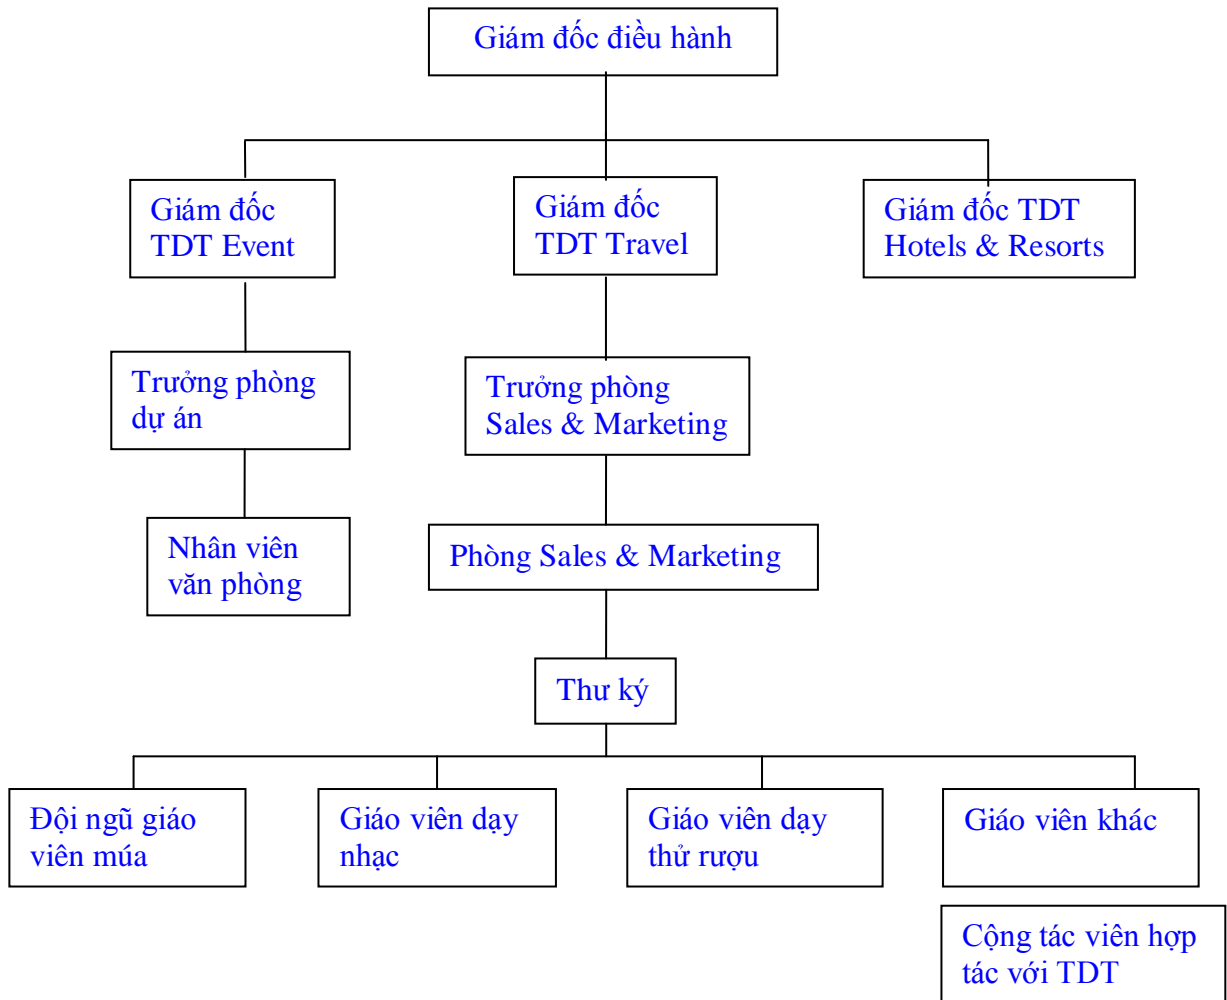 Giám đốc điều hành
Giám đốc
TDT Event
Giám đốc
TDT Travel
Giám đốc TDT
Hotels & Resorts
Trưởng phòng
dự án
Trưởng phòng
Sales & Marketing
Nhân viên
văn phòng
Phòng Sales & Marketing
Thư ký
Đội ngũ giáo
viên múa
Giáo viên dạy
nhạc
Giáo viên dạy
thử rượu
Giáo viên khác
Cộng tác viên hợp
tác với TDT